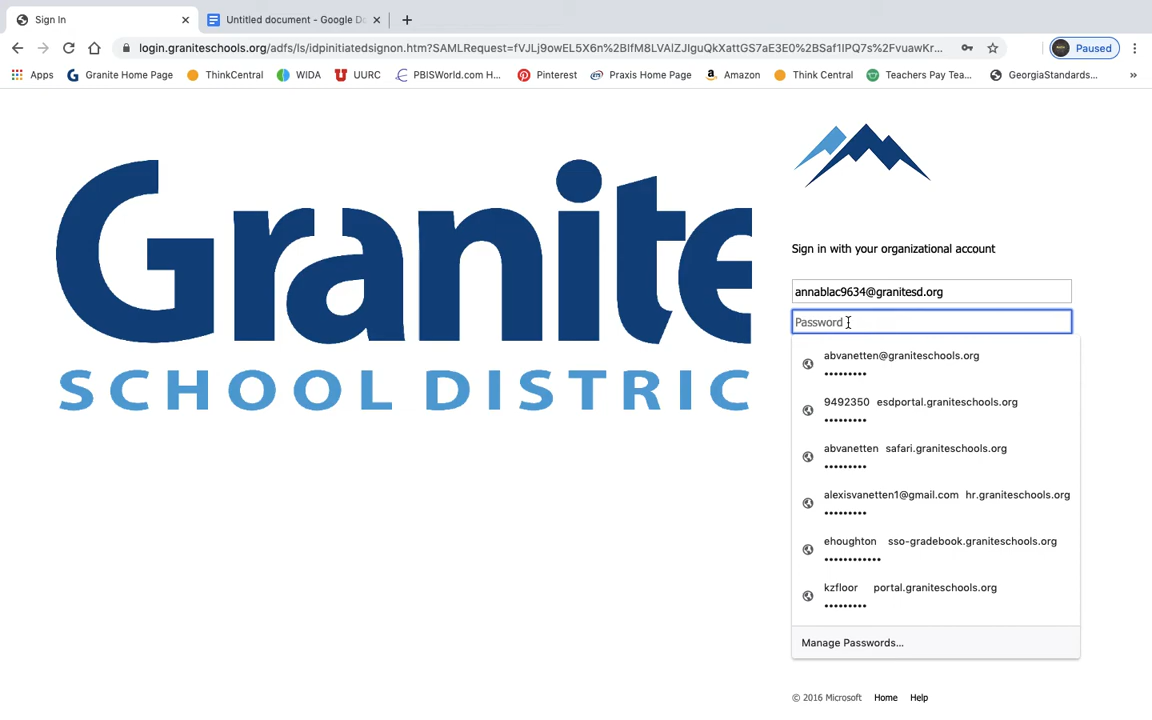 Sign In
Untitled document - Google Do
login.graniteschools.org/adfs/ls/idpinitiatedsignon.htm?SAMLRequest=fVJLj9owEL5X6n%2BIfM8LVAlZJIguQkXattGS7aE3E0%2BSaf1IPQ7s%2Fvuawkr...
Paused
Apps Granite Home Page ThinkCentral WIDA UURC PBISWorld.com H... Pinterest Praxis Home Page Amazon Think Central Teachers Pay Tea... GeorgiaStandards... »
Granite
SCHOOL DISTRIC
Sign in with your organizational account
annablac9634@granitesd.org
Password
abvanetten@graniteschools.org
•••••••••
9492350 esdportal.graniteschools.org
•••••••••
abvanetten safari.graniteschools.org
•••••••••
alexisvanetten1@gmail.com hr.graniteschools.org
•••••••••
ehoughton sso-gradebook.graniteschools.org
••••••••••••
kzfloor portal.graniteschools.org
•••••••••
Manage Passwords...
© 2016 Microsoft Home Help